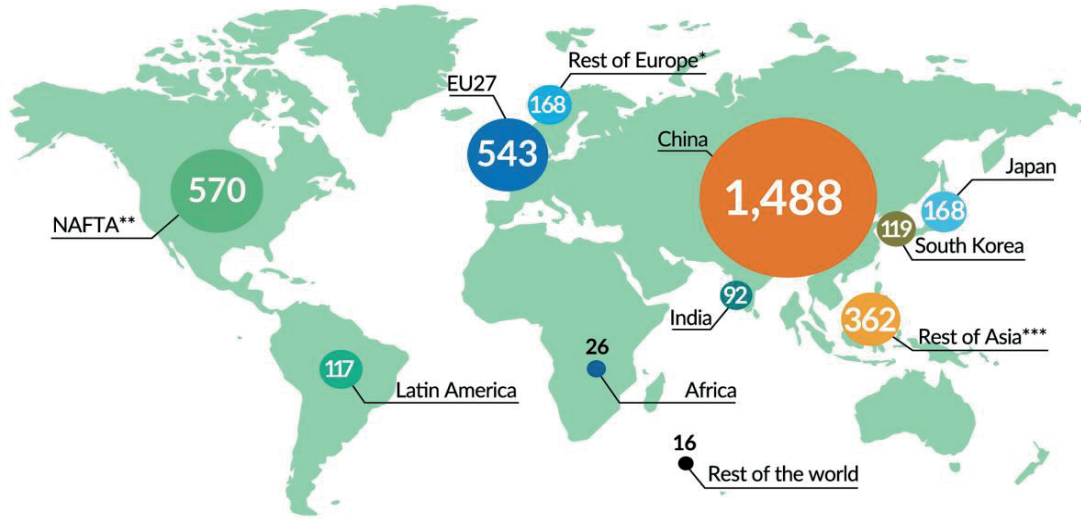 Rest of Europe*
EU27
168
543
China
1,488
Japan
168
119
South Korea
570
NAFTA**
92
India
362
Rest of Asia***
26
Africa
117
Latin America
16
Rest of the world